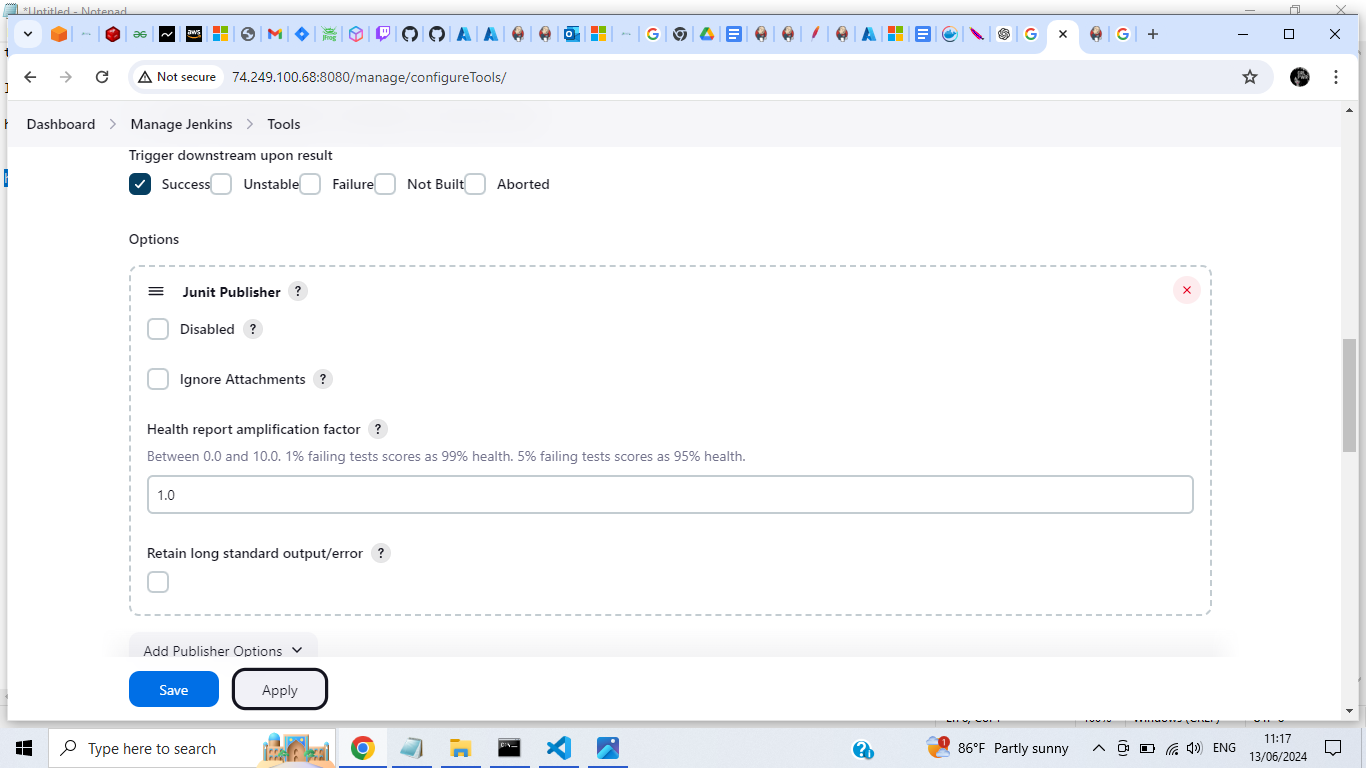 *Untitled - Notepad
aws
Not secure
74.249.100.68:8080/manage/configureTools/
Dashboard
Manage Jenkins
Tools
Trigger downstream upon result
Success
Unstable
Failure
Not Built
Aborted
Options
Junit Publisher ?
Disabled ?
Ignore Attachments ?
Health report amplification factor ?
Between 0.0 and 10.0. 1% failing tests scores as 99% health. 5% failing tests scores as 95% health.
1.0
Retain long standard output/error ?
Add Publisher Options
Save
Apply
Type here to search
1
86°F Partly sunny
ENG
11:17
13/06/2024